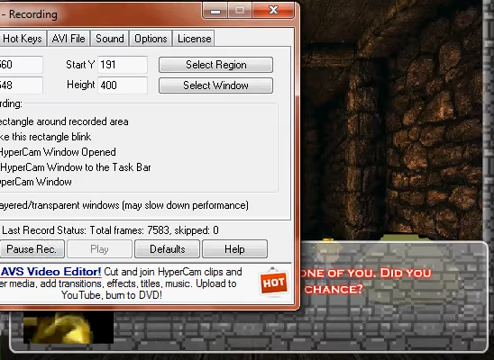 - Recording
Hot Keys AVI File Sound Options License
560 Start Y 191 Select Region
548 Height 400 Select Window
rding:
ectangle around recorded area
ke this rectangle blink
HyperCam Window Opened
HyperCam Window to the Task Bar
yperCam Window
ayered/transparent windows (may slow down performance)
Last Record Status: Total frames: 7583, skipped: 0
Pause Rec. Play Defaults Help
AVS Video Editor! Cut and join HyperCam clips and
er media, add transitions, effects, titles, music. Upload to
YouTube, burn to DVD!
HOT
one of you. Did you
chance?